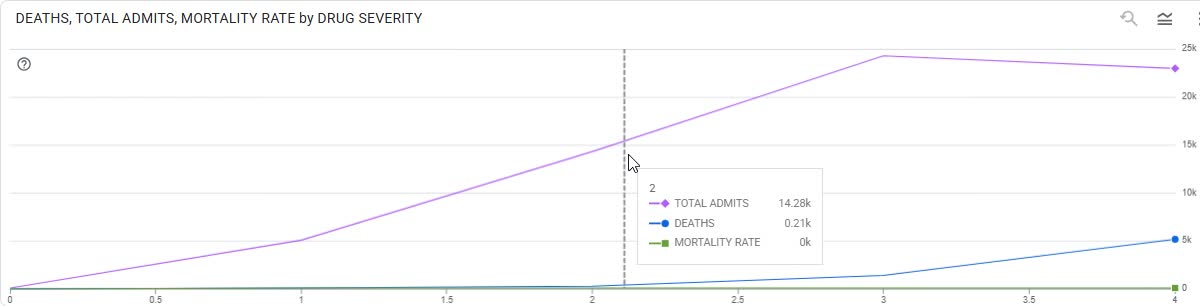 DEATHS, TOTAL ADMITS, MORTALITY RATE by DRUG SEVERITY
25k
20k
15k
10k
5k
0
2
TOTAL ADMITS 14.28k
DEATHS 0.21k
MORTALITY RATE 0k
0 0.5 1 1.5 2 2.5 3 3.5 4